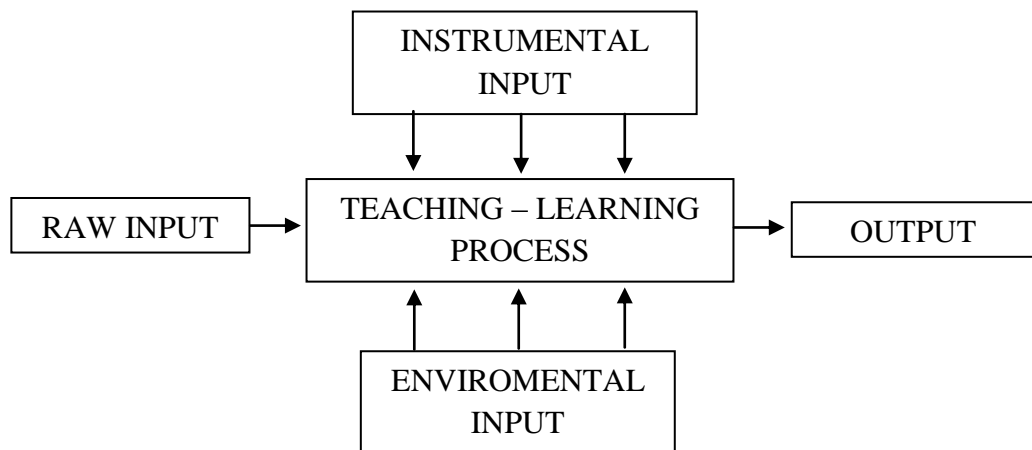 INSTRUMENTAL
INPUT
RAW INPUT
TEACHING – LEARNING
PROCESS
OUTPUT
ENVIROMENTAL
INPUT